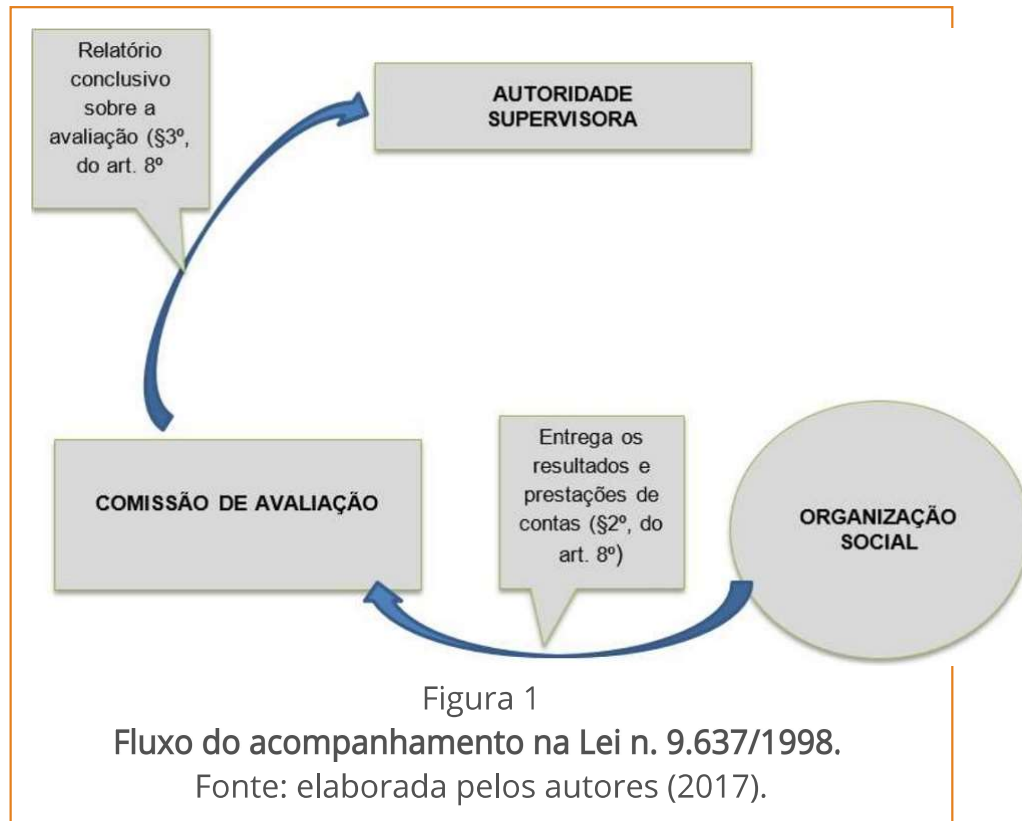 Relatório
conclusivo
sobre a
avaliação (§3º,
do art. 8º
AUTORIDADE
SUPERVISORA
COMISSÃO DE AVALIAÇÃO
Entrega os
resultados e
prestações de
contas (§2º, do
art. 8º)
ORGANIZAÇÃO
SOCIAL
Figura 1
Fluxo do acompanhamento na Lei n. 9.637/1998.
Fonte: elaborada pelos autores (2017).